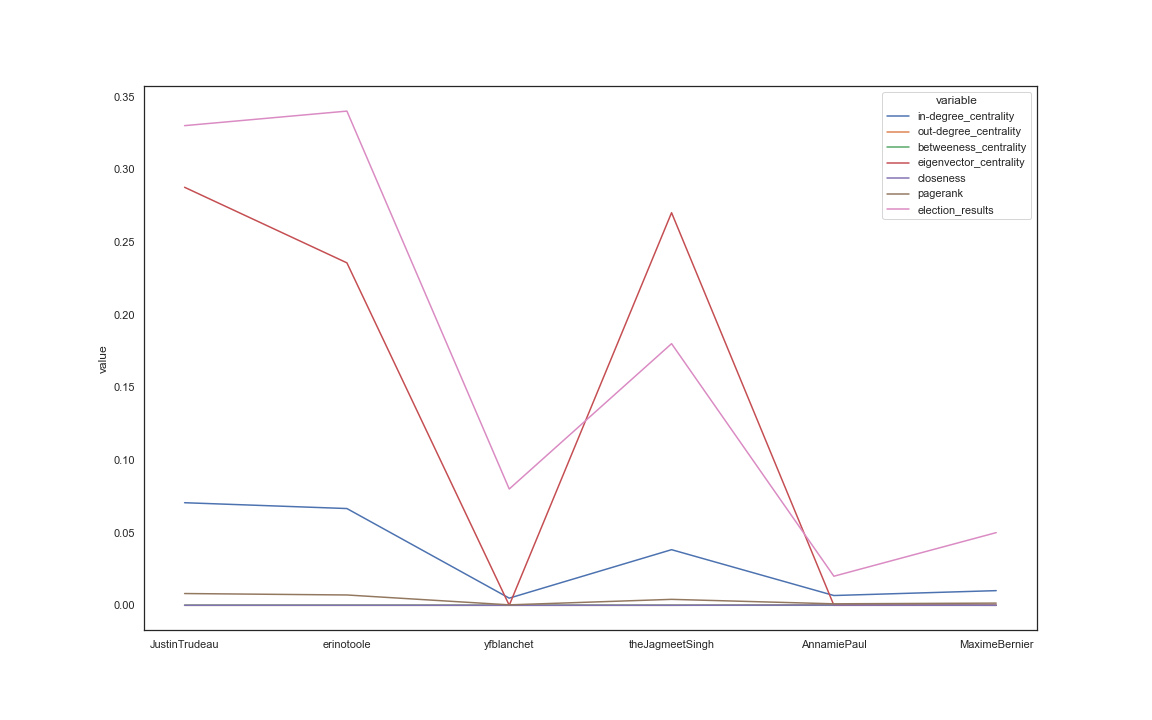 variable
in-degree_centrality
out-degree_centrality
betweeness_centrality
eigenvector_centrality
closeness
pagerank
election_results
value
0.35
0.30
0.25
0.20
0.15
0.10
0.05
0.00
JustinTrudeau
erinotoole
yfblanchet
theJagmeetSingh
AnnamiePaul
MaximeBernier